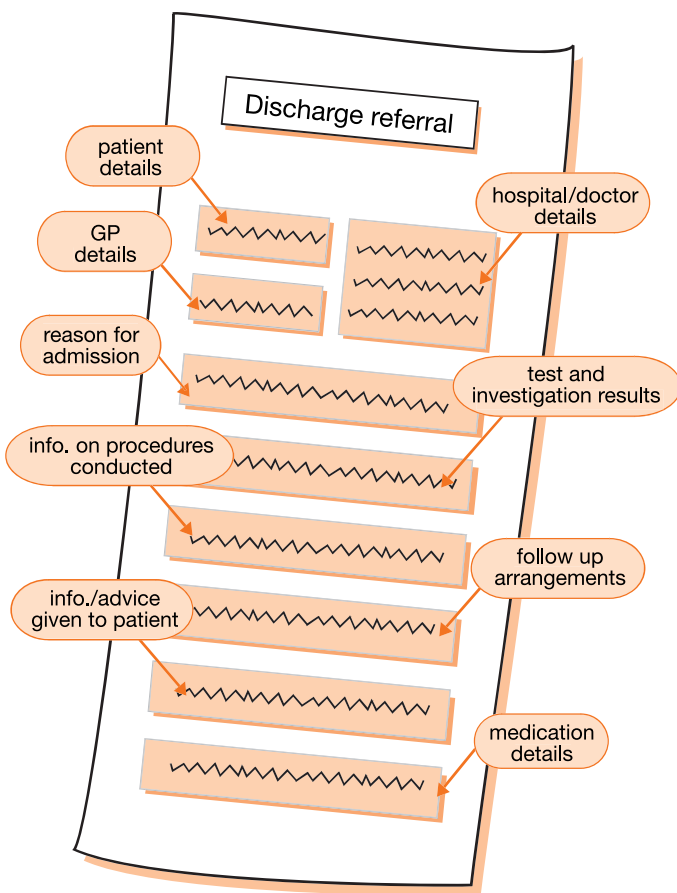 Discharge referral
patient
details
hospital/doctor
details
GP
details
reason for
admission
test and
investigation results
info. on procedures
conducted
follow up
arrangements
info./advice
given to patient
medication
details